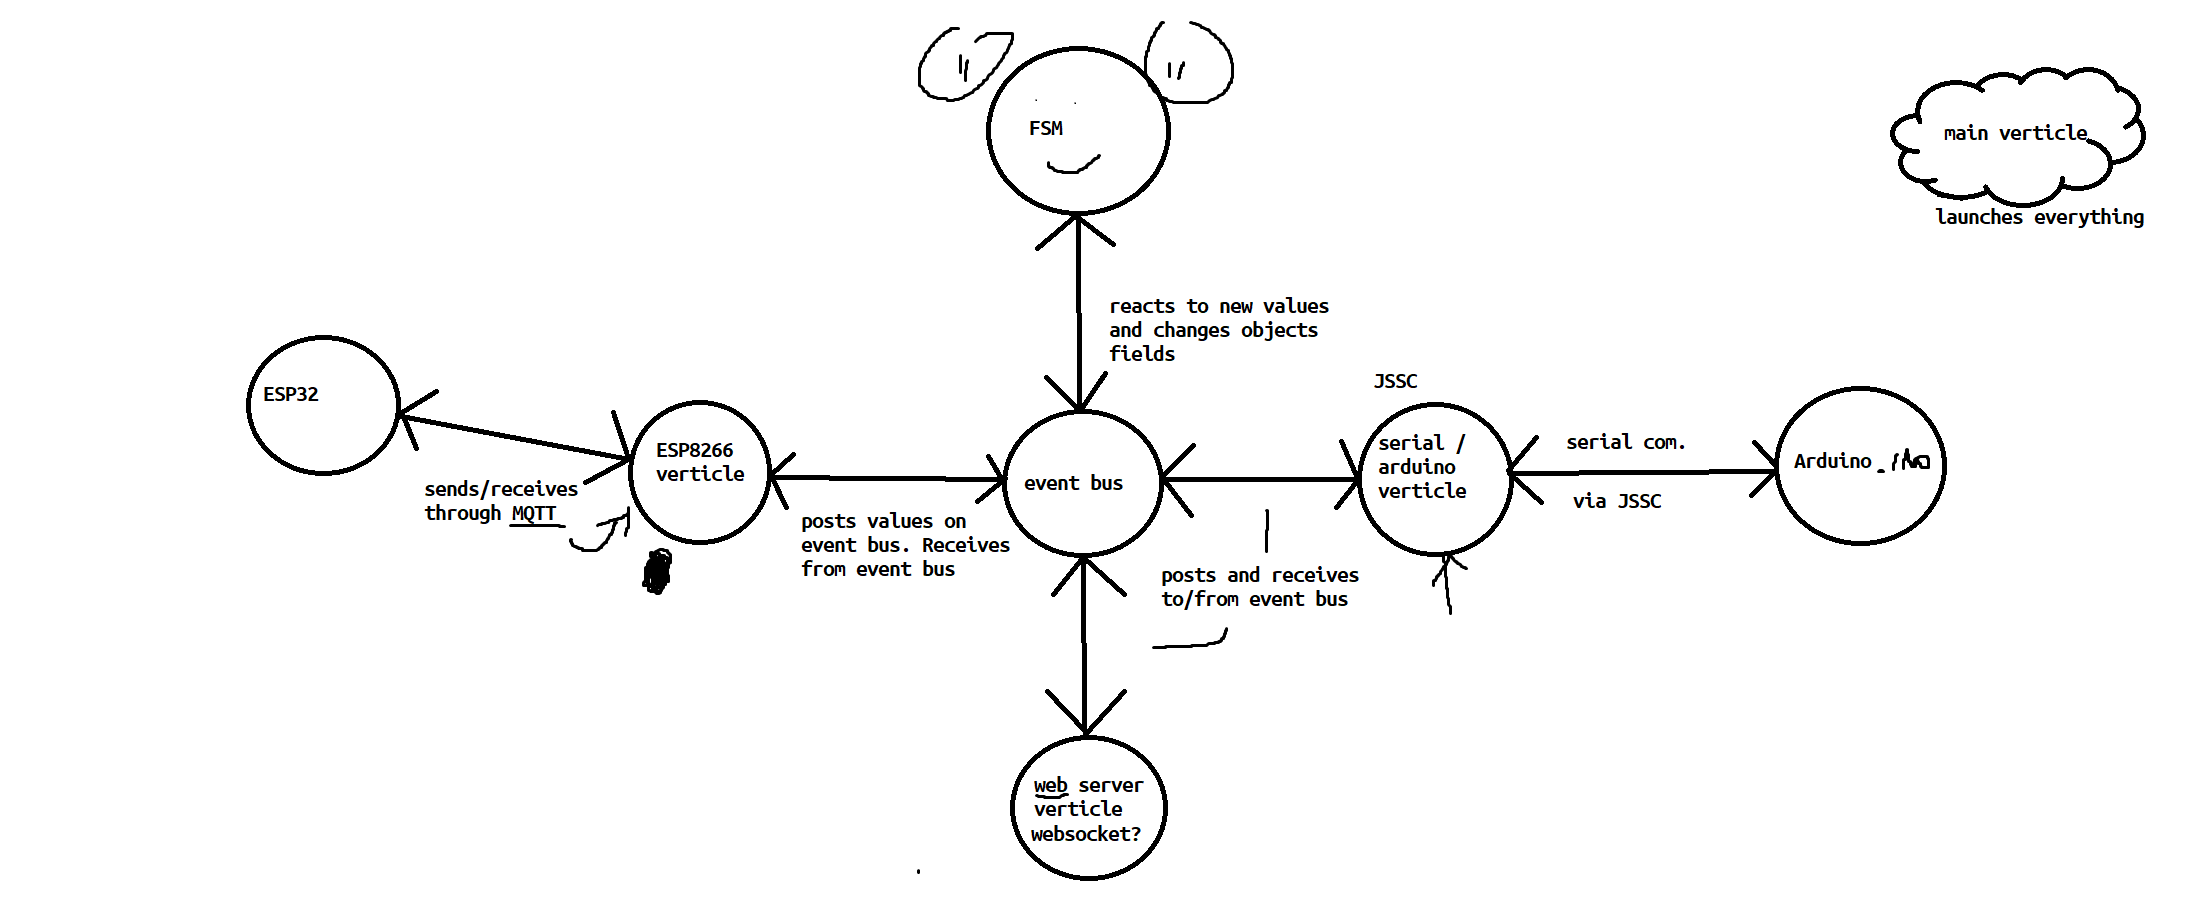 FSM
main verticle
launches everything
reacts to new values
and changes objects
fields
ESP32
JSSC
ESP8266
verticle
sends/receives
through MQTT
event bus
posts values on
event bus. Receives
from event bus
serial /
arduino
verticle
serial com.
via JSSC
Arduino .ino
posts and receives
to/from event bus
web server
verticle
websocket?